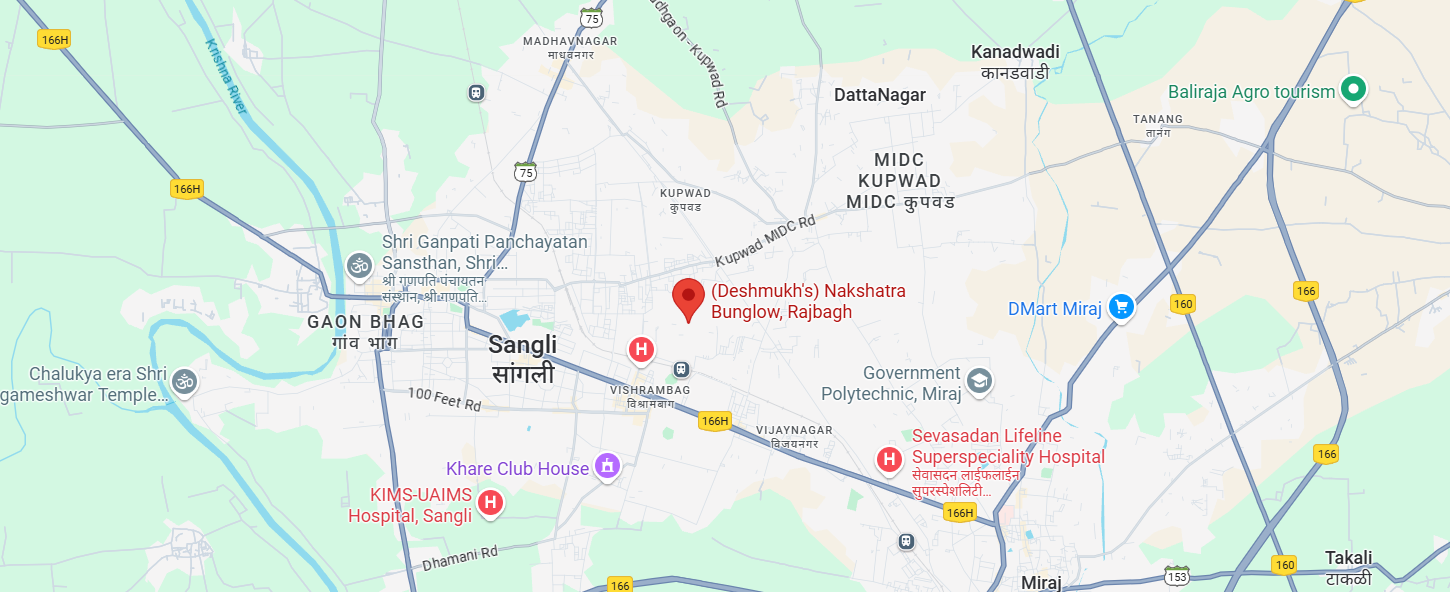 75
166H
Krishna River
MADHAVNAGAR
माधवनगर
Kupwad Rd
Kanadwadi
कानडवाडी
DattaNagar
Baliraja Agro tourism
TANANG
तानंग
75
166H
KUPWAD
कुपवड
MIDC
KUPWAD
MIDC कुपवड
Kupwad MIDC Rd
Shri Ganpati Panchayatan
Sansthan, Shri...
श्री गणपति पंचायतन
संस्थान, श्री गणपति...
(Deshmukh's) Nakshatra
Bunglow, Rajbagh
166
160
DMart Miraj
GAON BHAG
गांव भाग
Sangli
सांगली
H
Chalukya era Shri
gameshwar Temple...
100 Feet Rd
VISHRAMBAG
विश्रामबाग
Government
Polytechnic, Miraj
166H
VIJAYNAGAR
विजयनगर
Sevasadan Lifeline
Superspeciality Hospital
सेवासदन लाईफलाईन
सुपरस्पेशलिटी...
H
166
Khare Club House
KIMS-UAIMS
Hospital, Sangli
H
166H
Dhamani Rd
166
Miraj
153
160
Takali
टाकळी